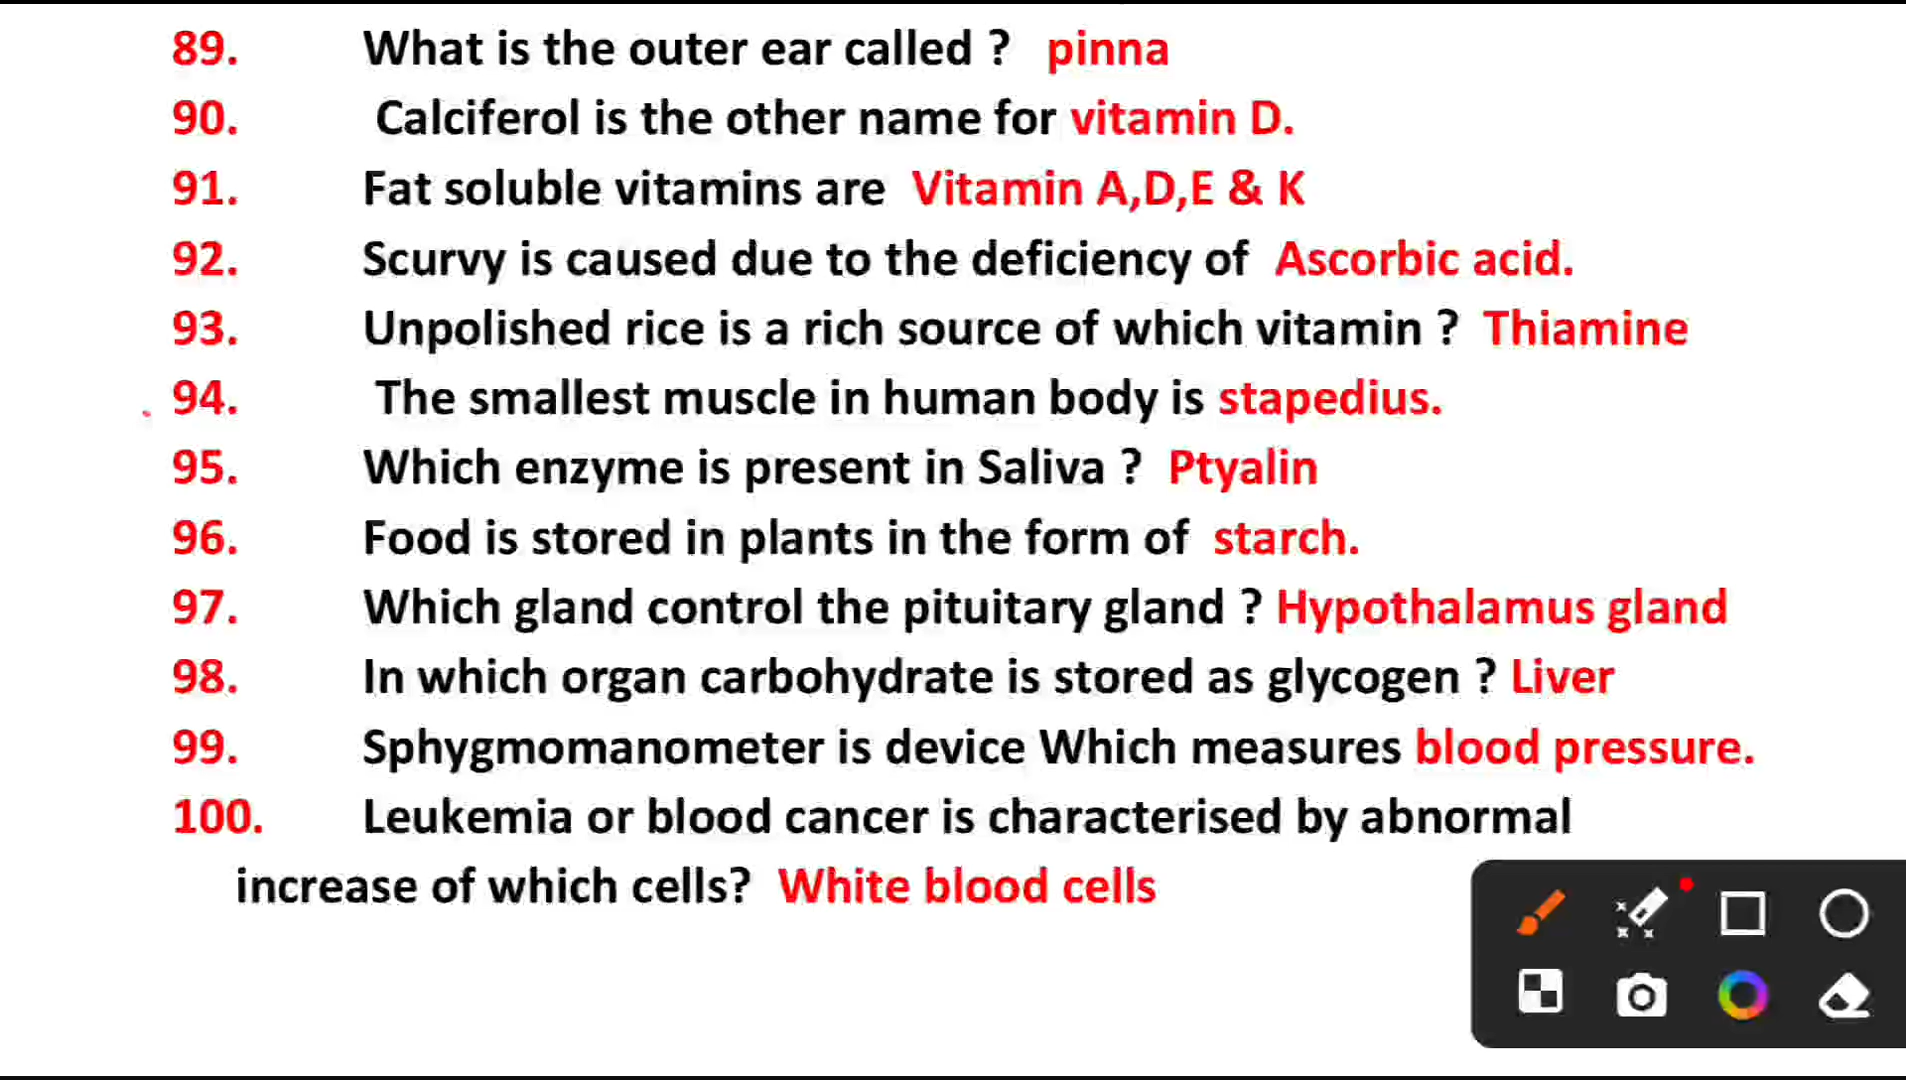 89. What is the outer ear called ? pinna
90. Calciferol is the other name for vitamin D.
91. Fat soluble vitamins are Vitamin A,D,E & K
92. Scurvy is caused due to the deficiency of Ascorbic acid.
93. Unpolished rice is a rich source of which vitamin ? Thiamine
94. The smallest muscle in human body is stapedius.
95. Which enzyme is present in Saliva ? Ptyalin
96. Food is stored in plants in the form of starch.
97. Which gland control the pituitary gland ? Hypothalamus gland
98. In which organ carbohydrate is stored as glycogen ? Liver
99. Sphygmomanometer is device Which measures blood pressure.
100. Leukemia or blood cancer is characterised by abnormal
increase of which cells? White blood cells